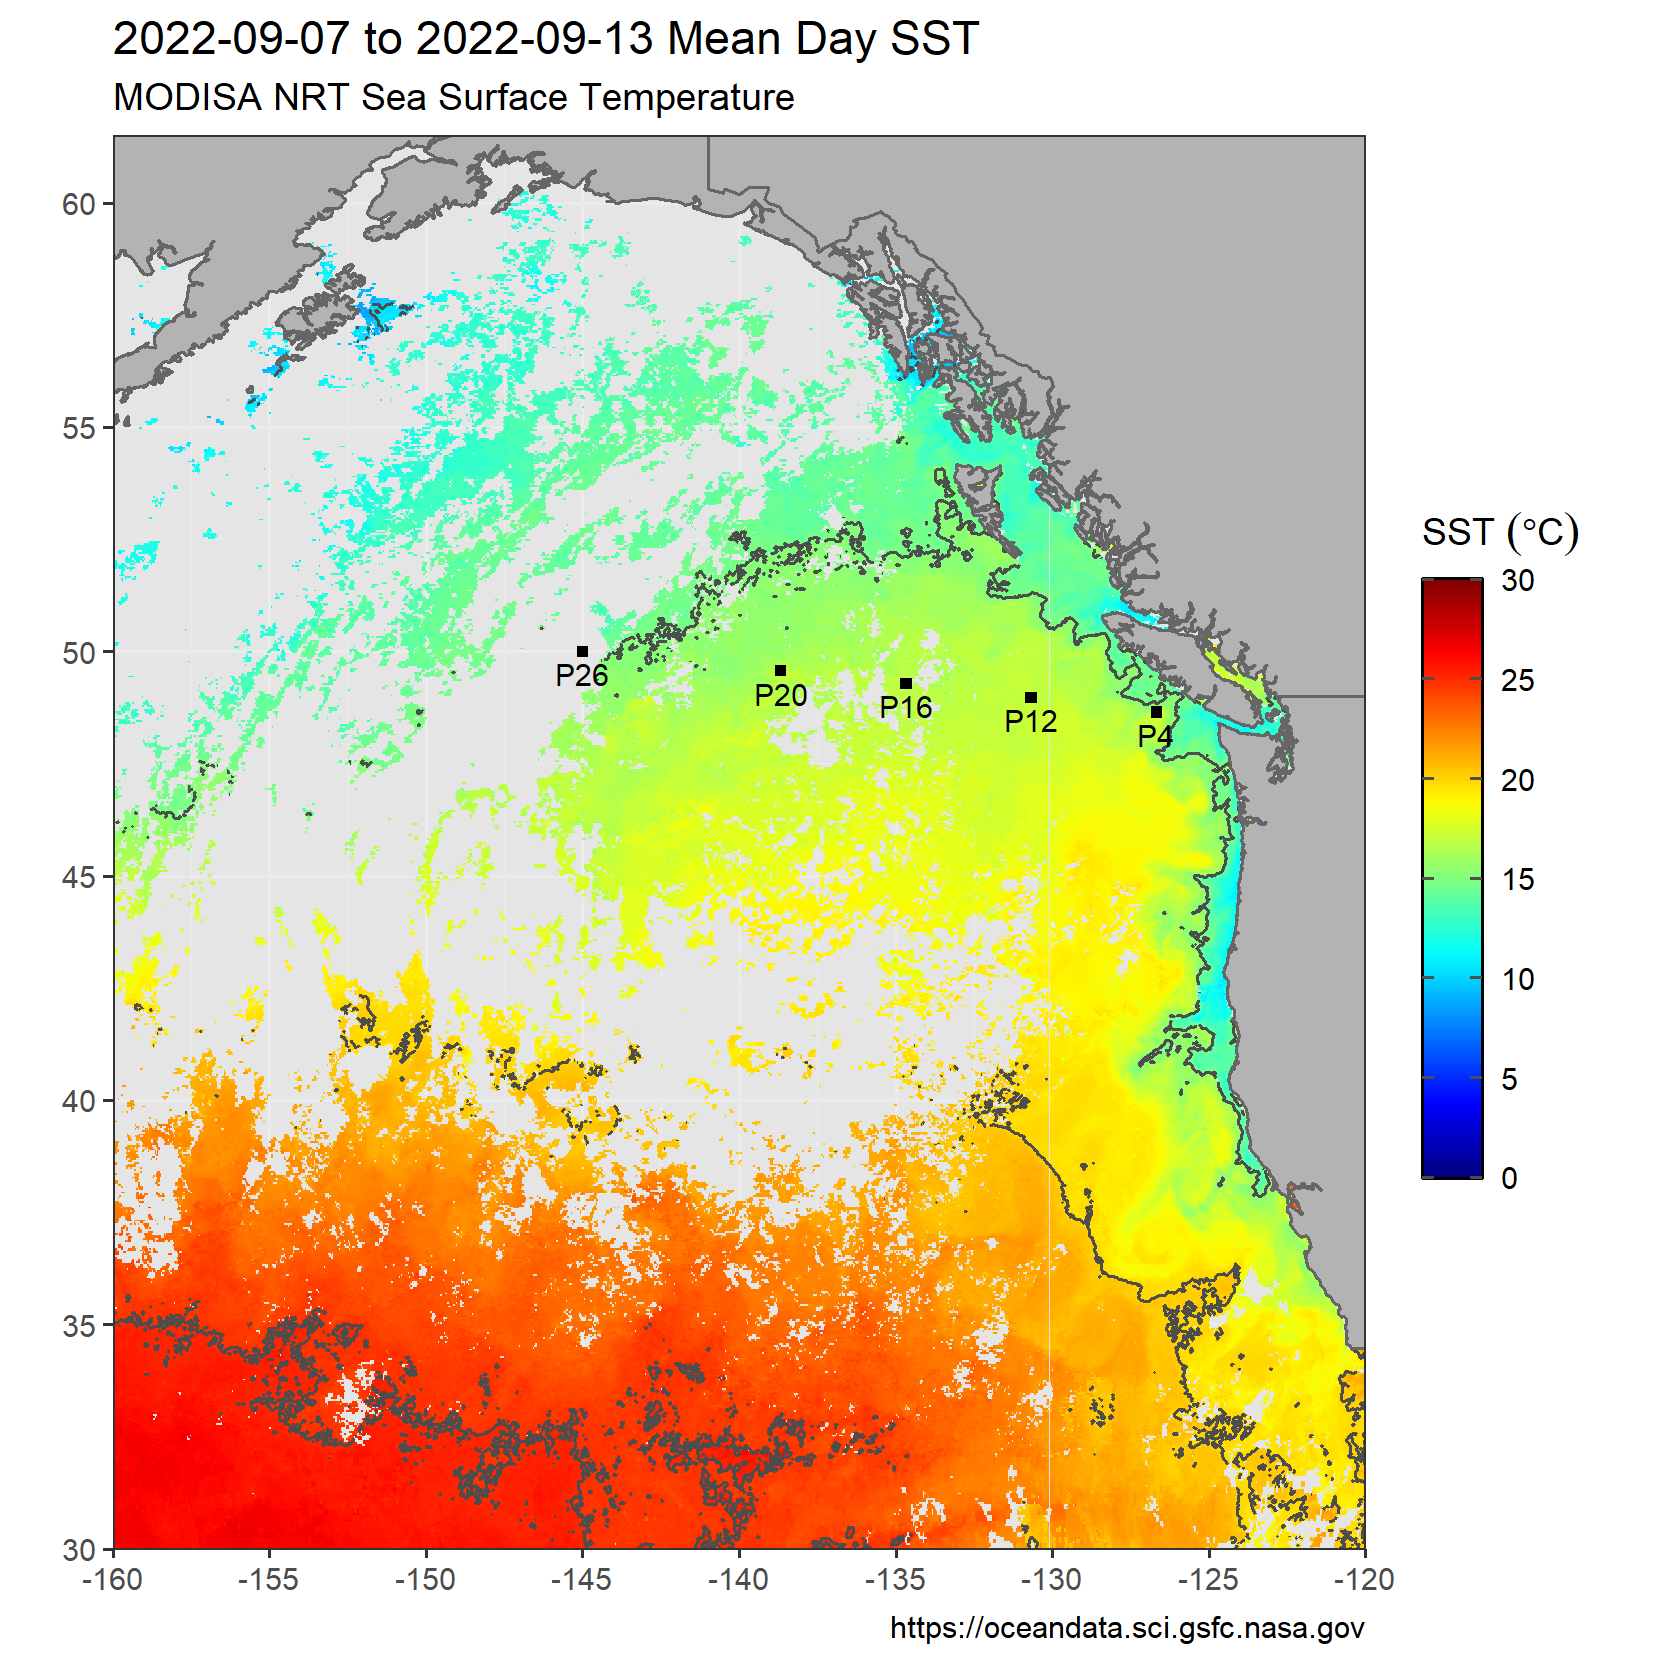 2022-09-07 to 2022-09-13 Mean Day SST
MODISA NRT Sea Surface Temperature
60
55
50
45
40
35
30
P26
P20
P16
P12
P4
-160
-155
-150
-145
-140
-135
-130
-125
-120
SST (°C)
30
25
20
15
10
5
0
https://oceandata.sci.gsfc.nasa.gov